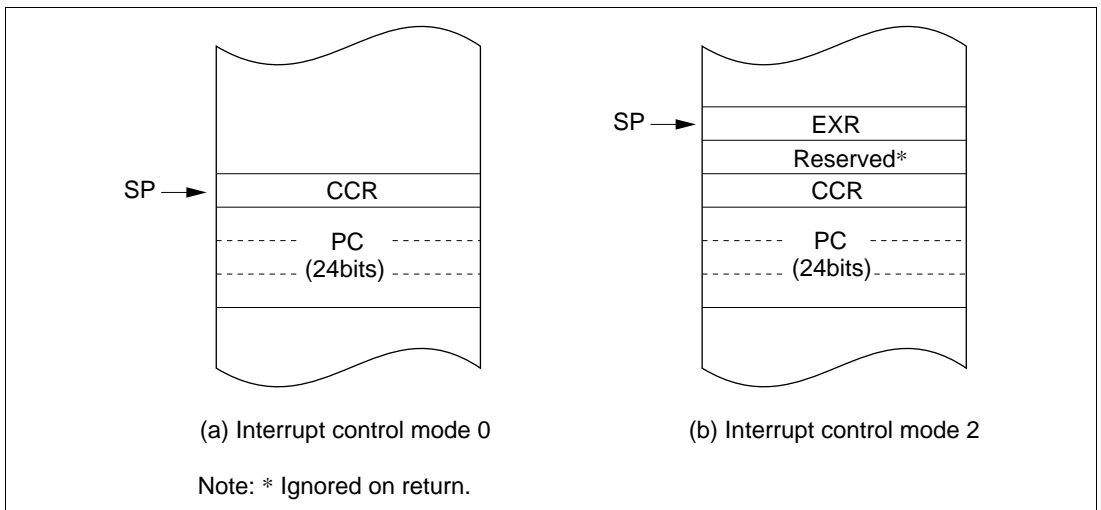 SP
CCR
PC
(24bits)
(a) Interrupt control mode 0
SP
EXR
Reserved*
CCR
PC
(24bits)
(b) Interrupt control mode 2
Note: * Ignored on return.